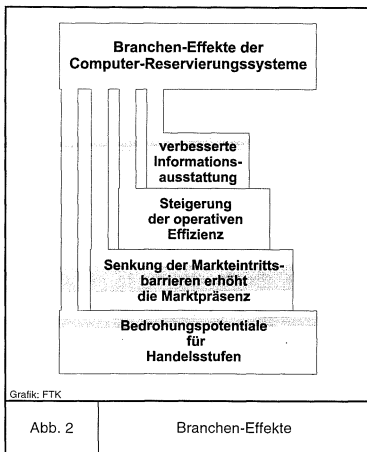 Branchen-Effekte der
Computer-Reservierungssysteme
verbesserte
Informations-
ausstattung
Steigerung
der operativen
Effizienz
Senkung der Markteintritts-
barrieren erhöht
die Marktpräsenz
Bedrohungspotentiale
für
Handelsstufen
Grafik: FTK
Abb. 2
Branchen-Effekte